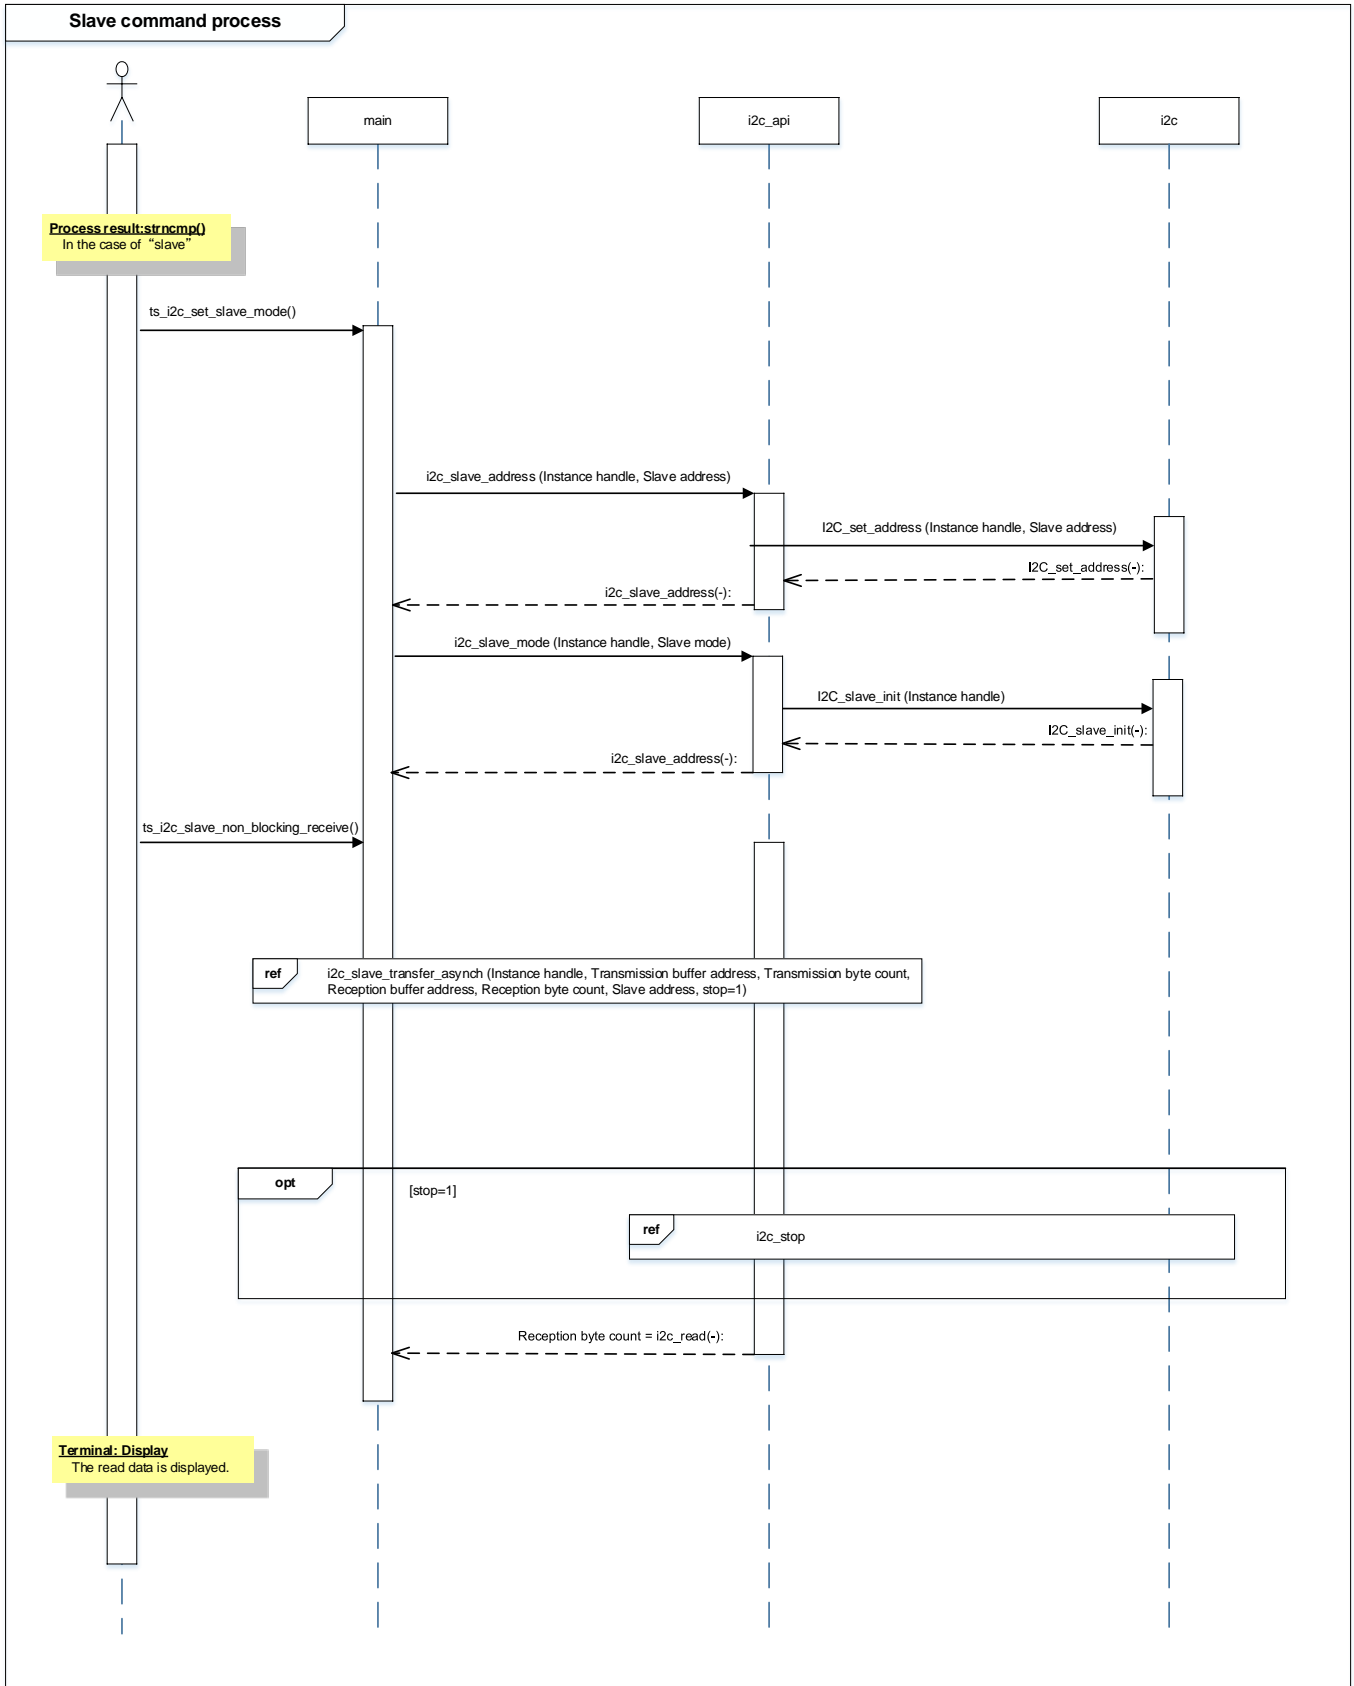 Slave command process
main
i2c_api
i2c
Process result:strncmp()
In the case of “slave”
ts_i2c_set_slave_mode()
i2c_slave_address (Instance handle, Slave address)
I2C_set_address (Instance handle, Slave address)
I2C_set_address(-):
i2c_slave_address(-):
i2c_slave_mode (Instance handle, Slave mode)
I2C_slave_init (Instance handle)
I2C_slave_init(-):
i2c_slave_address(-):
ts_i2c_slave_non_blocking_receive()
ref
i2c_slave_transfer_asynch (Instance handle, Transmission buffer address, Transmission byte count,
Reception buffer address, Reception byte count, Slave address, stop=1)
opt
[stop=1]
ref
i2c_stop
Reception byte count = i2c_read(-):
Terminal: Display
The read data is displayed.